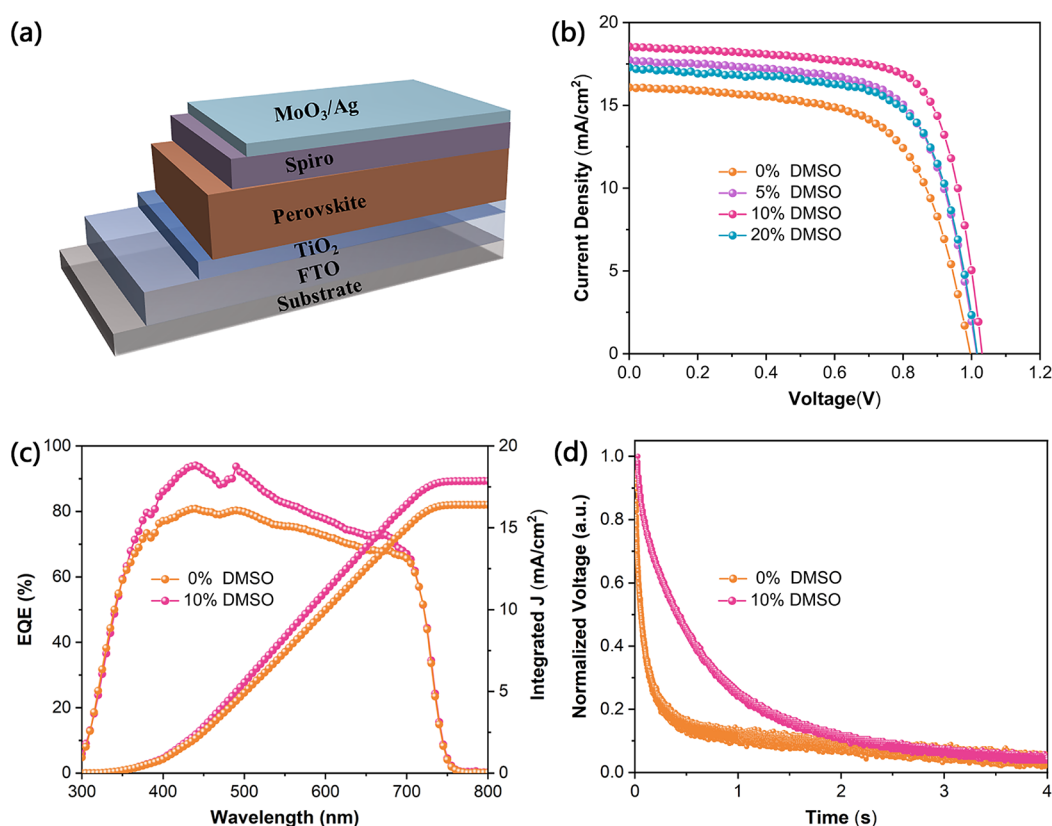 (a)
MoO3/Ag
Spiro
Perovskite
TiO2
FTO
Substrate
(b)
Current Density (mA/cm2)
20
15
10
5
0
0% DMSO
5% DMSO
10% DMSO
20% DMSO
0.0 0.2 0.4 0.6 0.8 1.0 1.2
Voltage(V)
(c)
EQE (%)
100
80
60
40
20
0
0% DMSO
10% DMSO
20
15
10
5
0
Integrated J (mA/cm2)
300 400 500 600 700 800
Wavelength (nm)
(d)
Normalized Voltage (a.u.)
1.0
0.8
0.6
0.4
0.2
0.0
0% DMSO
10% DMSO
0 1 2 3 4
Time (s)